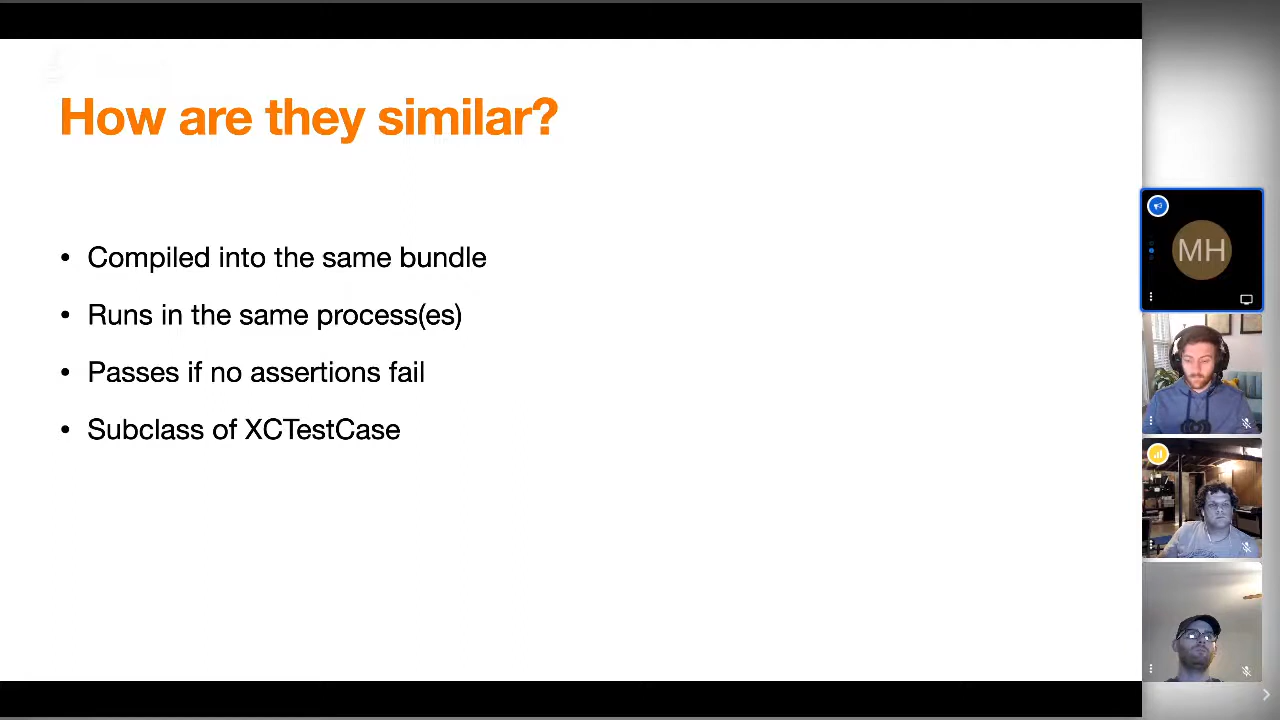 How are they similar?
• Compiled into the same bundle
• Runs in the same process(es)
• Passes if no assertions fail
• Subclass of XCTestCase
MH